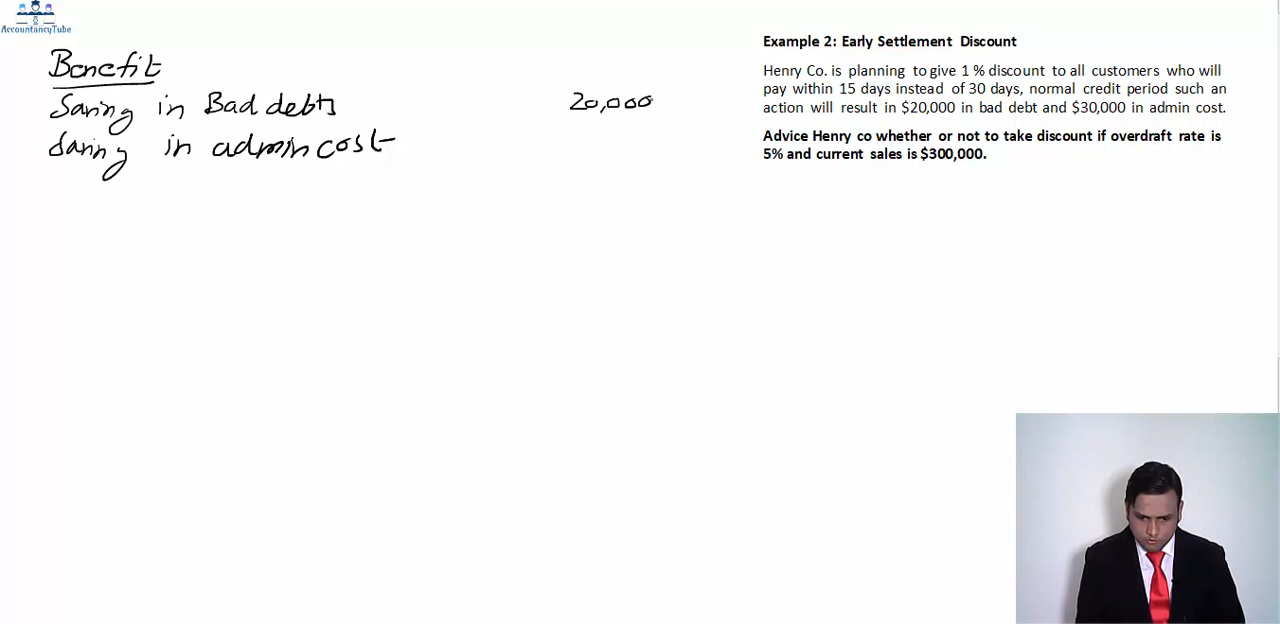 AccountancyTube
Benefit
Saving in Bad debts 20,000
Saving in admin cost
Example 2: Early Settlement Discount
Henry Co. is planning to give 1 % discount to all customers who will
pay within 15 days instead of 30 days, normal credit period such an
action will result in $20,000 in bad debt and $30,000 in admin cost.
Advice Henry co whether or not to take discount if overdraft rate is
5% and current sales is $300,000.